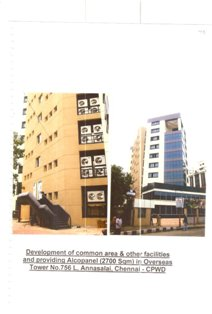 Development of common area & other facilities
and providing Alcopanel (2700 Sqm) in Overseas
Tower No.756 L, Annasalai, Chennai - CPWD